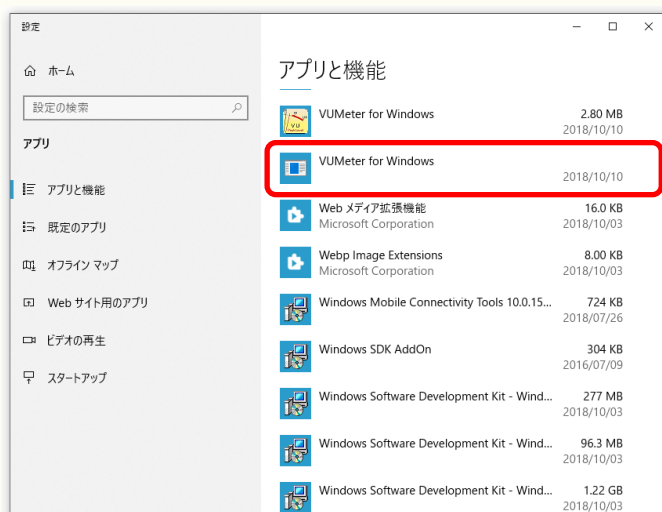 設定
ホーム
設定の検索
アプリ
アプリと機能
既定のアプリ
オフライン マップ
Web サイト用のアプリ
ビデオの再生
スタートアップ
アプリと機能
VUMeter for Windows 2.80 MB
2018/10/10
VUMeter for Windows
2018/10/10
Web メディア拡張機能 16.0 KB
Microsoft Corporation 2018/10/03
Webp Image Extensions 8.00 KB
Microsoft Corporation 2018/10/03
Windows Mobile Connectivity Tools 10.0.15... 724 KB
2018/07/26
Windows SDK AddOn 304 KB
2016/07/09
Windows Software Development Kit - Wind... 277 MB
2018/10/03
Windows Software Development Kit - Wind... 96.3 MB
2018/10/03
Windows Software Development Kit - Wind... 1.22 GB
2018/10/03